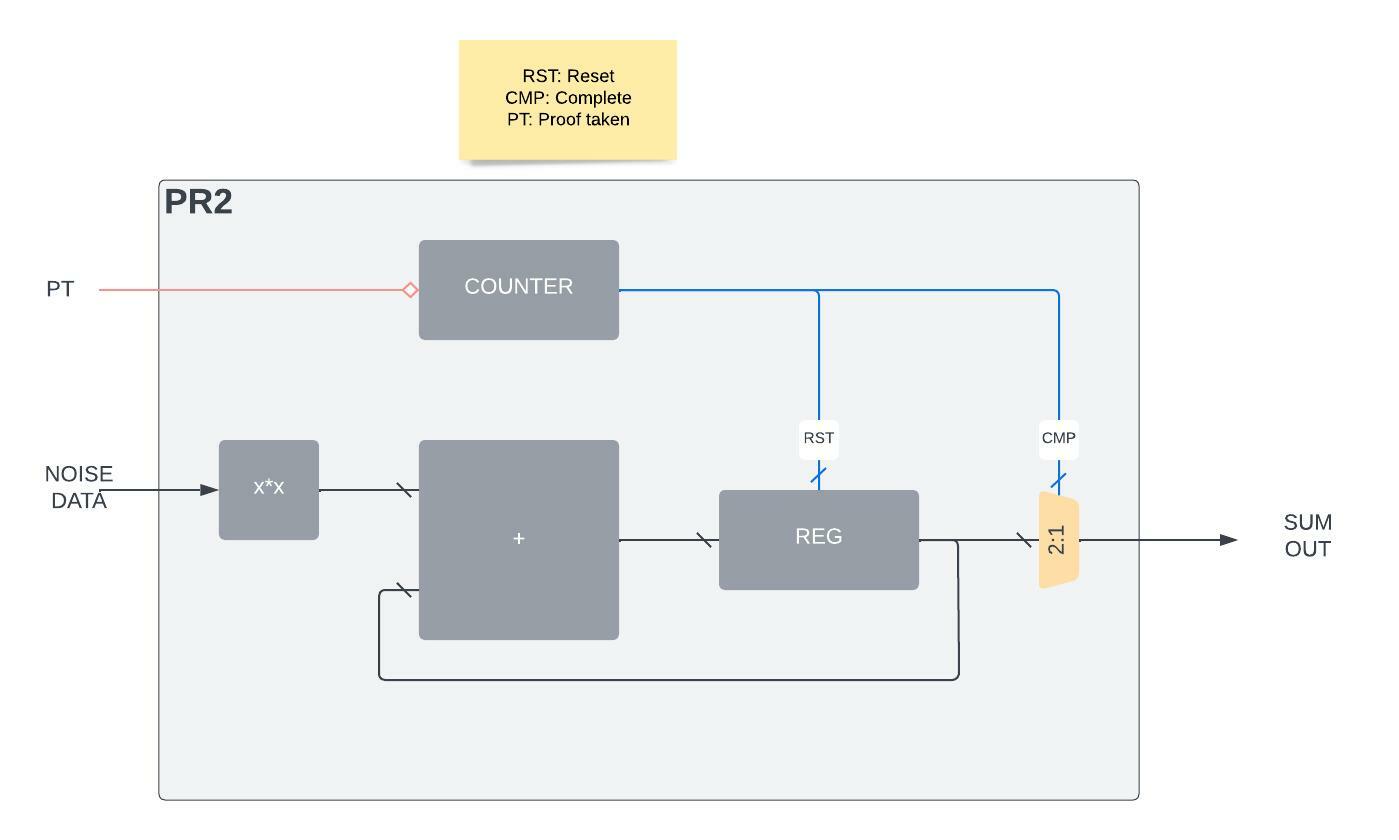 RST: Reset
CMP: Complete
PT: Proof taken
PR2
PT
COUNTER
RST
CMP
NOISE
DATA
x*x
+
REG
2:1
SUM
OUT